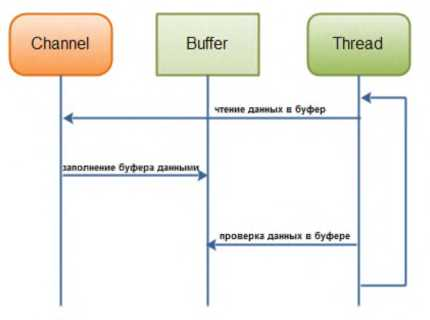 Channel
Buffer
Thread
чтение данных в буфер
заполнение буфера данными
проверка данных в буфере